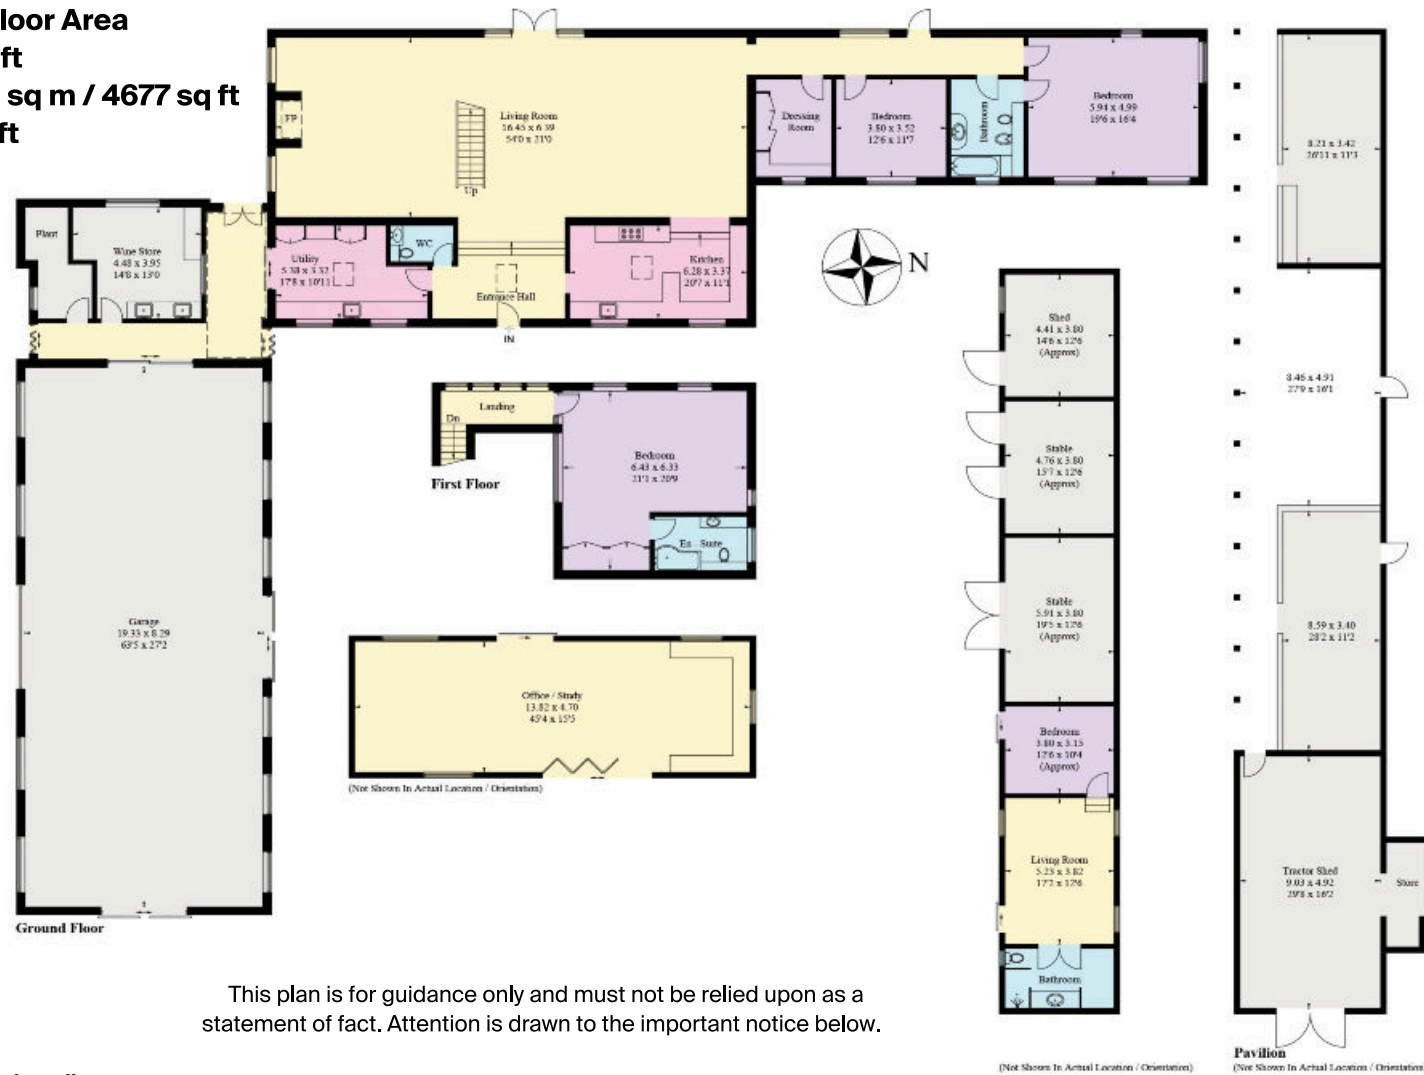 loor Area
ft
sq m / 4677 sq ft
ft
Living Room
16.45 x 6.39
54'0 x 21'0
FP
Up
Dressing
Room
Bedroom
3.80 x 3.52
12'6 x 11'7
Bathroom
Bedroom
5.94 x 4.99
19'6 x 16'4
Plant
Wine Store
4.48 x 3.95
14'8 x 13'0
Utility
5.38 x 3.32
17'8 x 10'11
WC
Entrance Hall
IN
Kitchen
6.28 x 3.37
20'7 x 11'1
N
Garage
19.33 x 8.29
63'5 x 27'2
Ground Floor
Landing
Dn
First Floor
Bedroom
6.43 x 6.33
21'1 x 20'9
En - Suite
Office / Study
13.82 x 4.70
45'4 x 15'5
(Not Shown In Actual Location / Orientation)
Shed
4.41 x 3.80
14'6 x 12'6
(Approx)
Stable
4.76 x 3.80
15'7 x 12'6
(Approx)
Stable
5.91 x 3.80
19'5 x 12'6
(Approx)
Bedroom
3.80 x 3.15
12'6 x 10'4
(Approx)
Living Room
5.23 x 3.82
17'2 x 12'6
Bathroom
(Not Shown In Actual Location / Orientation)
8.21 x 3.42
26'11 x 11'3
8.46 x 4.91
27'9 x 16'1
8.59 x 3.40
28'2 x 11'2
Tractor Shed
9.03 x 4.92
29'8 x 16'2
Store
Pavilion
(Not Shown In Actual Location / Orientation
This plan is for guidance only and must not be relied upon as a
statement of fact. Attention is drawn to the important notice below.